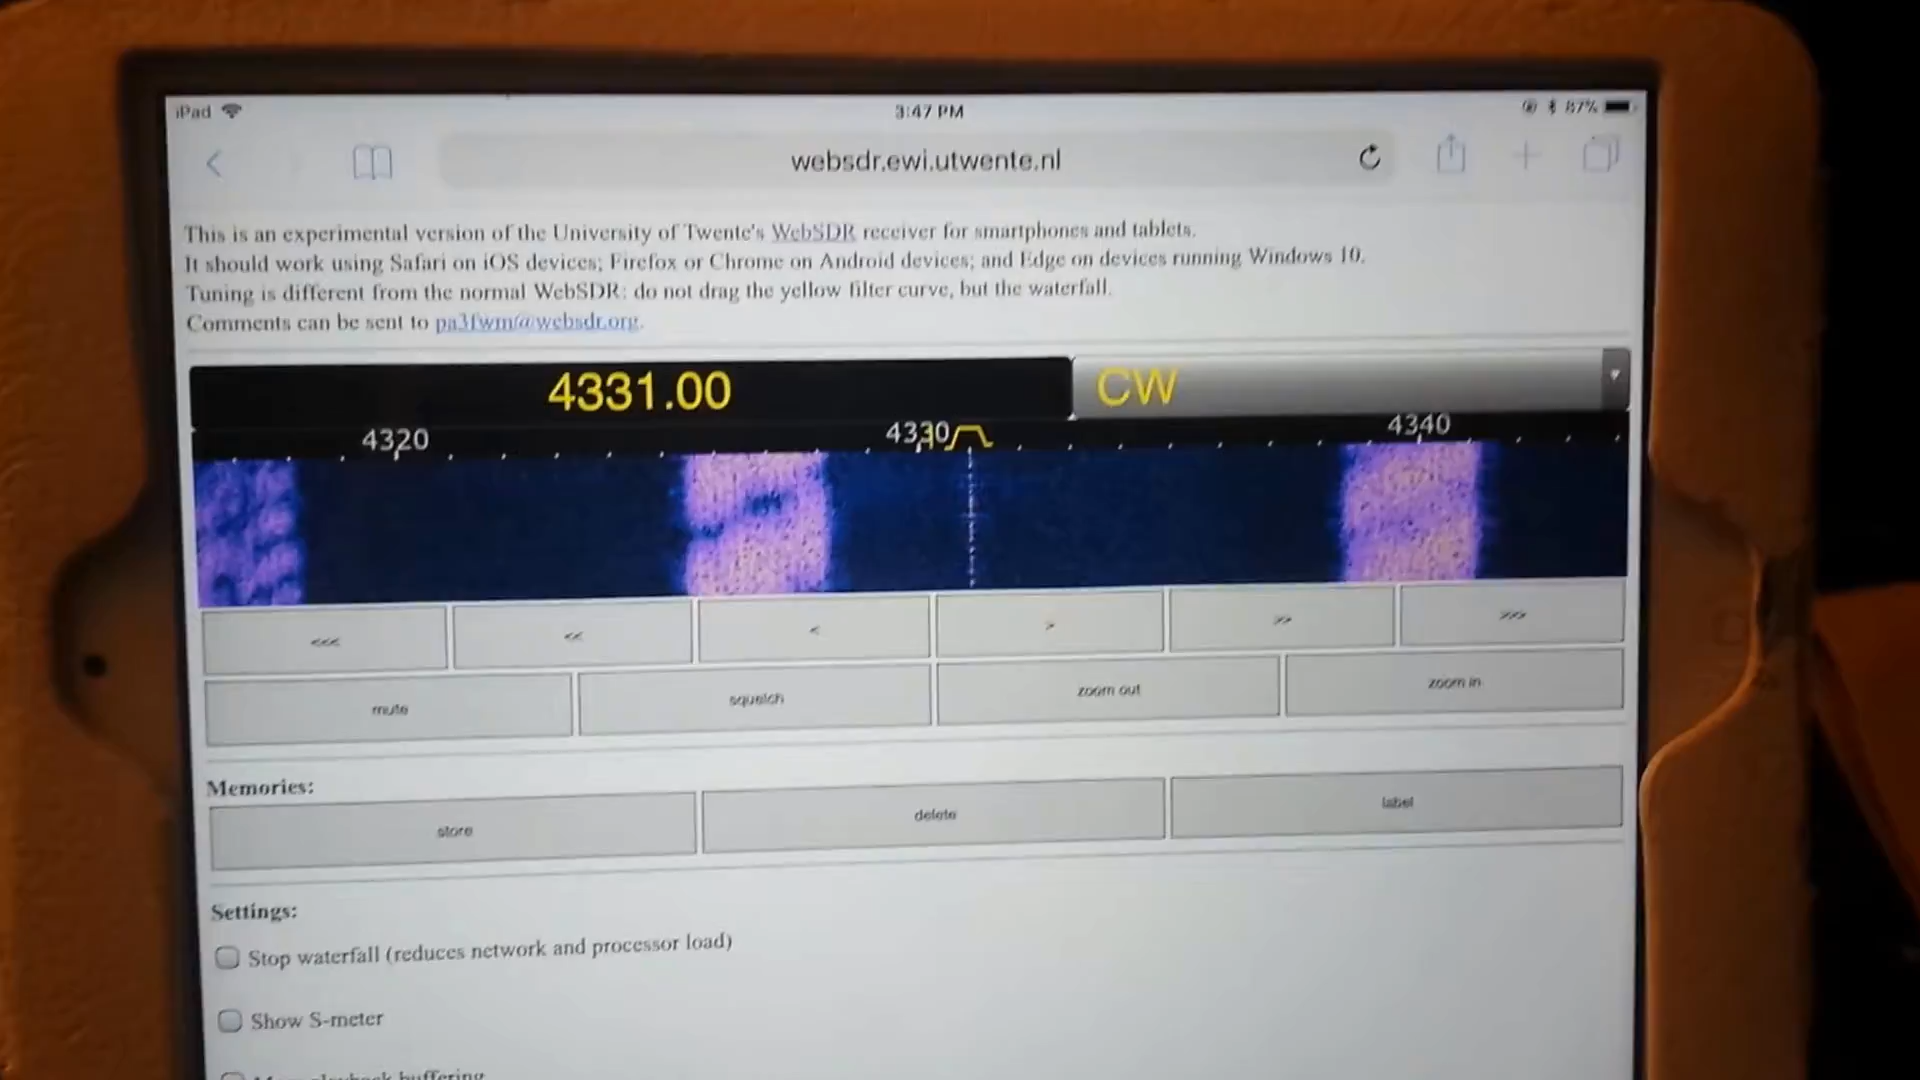 iPad 3:47 PM 87%
websdr.ewi.utwente.nl
This is an experimental version of the University of Twente's WebSDR receiver for smartphones and tablets.
It should work using Safari on iOS devices; Firefox or Chrome on Android devices; and Edge on devices running Windows 10.
Tuning is different from the normal WebSDR: do not drag the yellow filter curve, but the waterfall.
Comments can be sent to pa3fwm@websdr.org.
4331.00 CW
4320 4330 4340
<<< << < > >> >>>
mute squelch zoom out zoom in
Memories:
store delete label
Settings:
Stop waterfall (reduces network and processor load)
Show S-meter
buffering